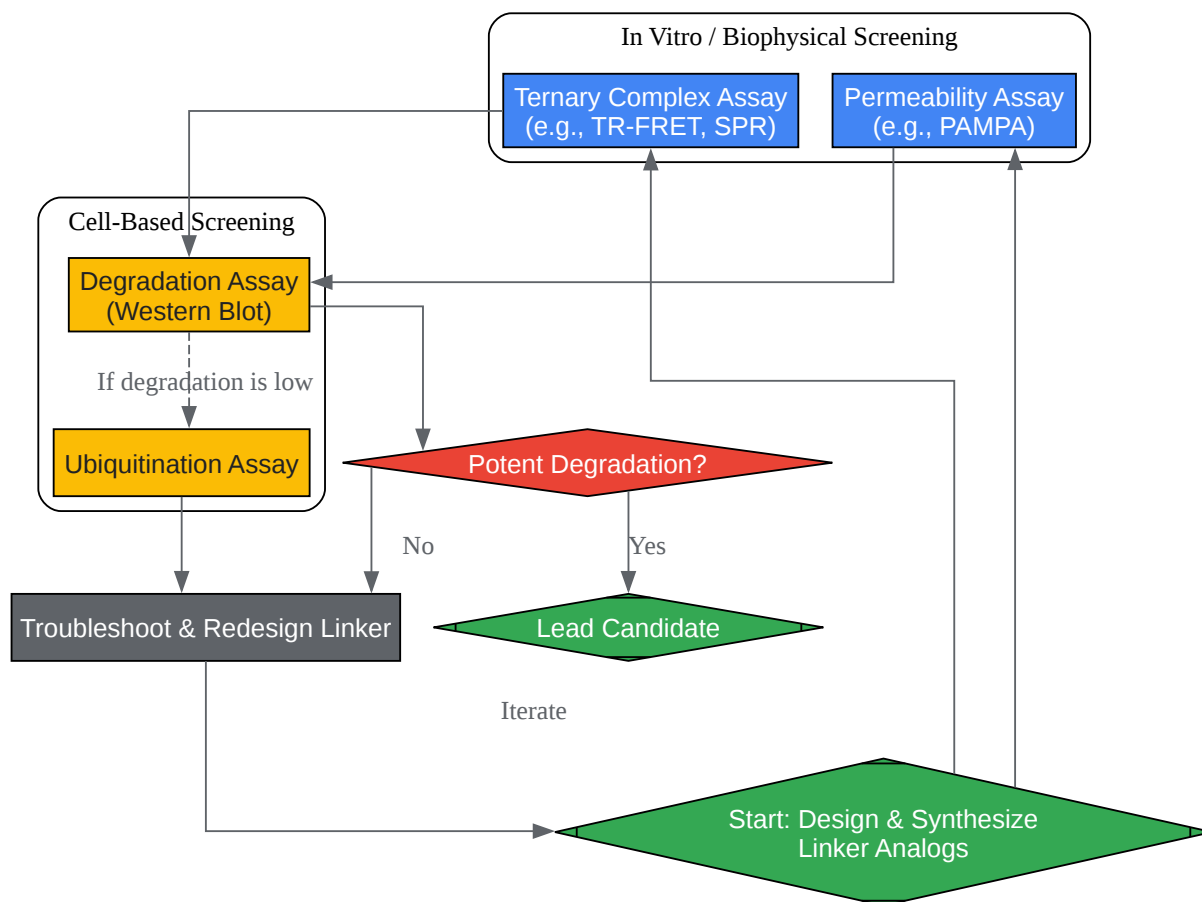 In Vitro / Biophysical Screening
Ternary Complex Assay
(e.g., TR-FRET, SPR)
Permeability Assay
(e.g., PAMPA)
Cell-Based Screening
Degradation Assay
(Western Blot)
If degradation is low
Ubiquitination Assay
Potent Degradation?
No
Yes
Troubleshoot & Redesign Linker
Lead Candidate
Iterate
Start: Design & Synthesize
Linker Analogs